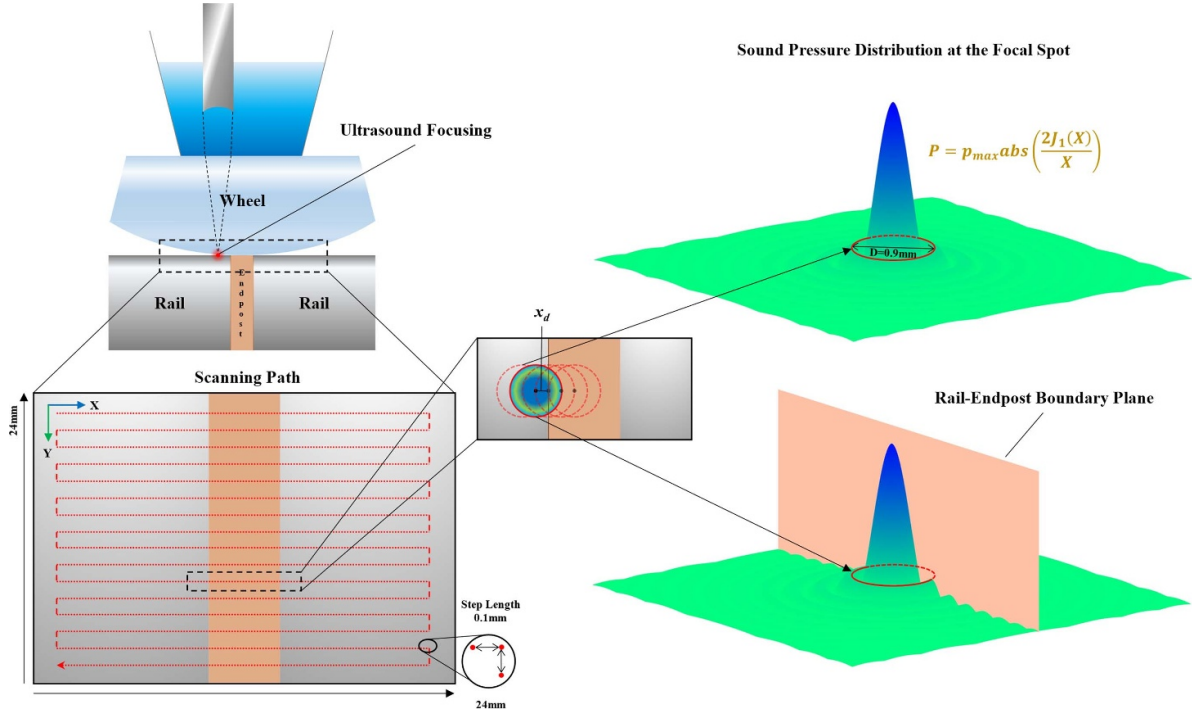 Sound Pressure Distribution at the Focal Spot
Ultrasound Focusing
P = p_max abs(2J_1(X)/X)
Wheel
D=0.9mm
Rail
Endpost
Rail
x_d
Scanning Path
Rail-Endpost Boundary Plane
24mm
X
Y
Step Length
0.1mm
24mm